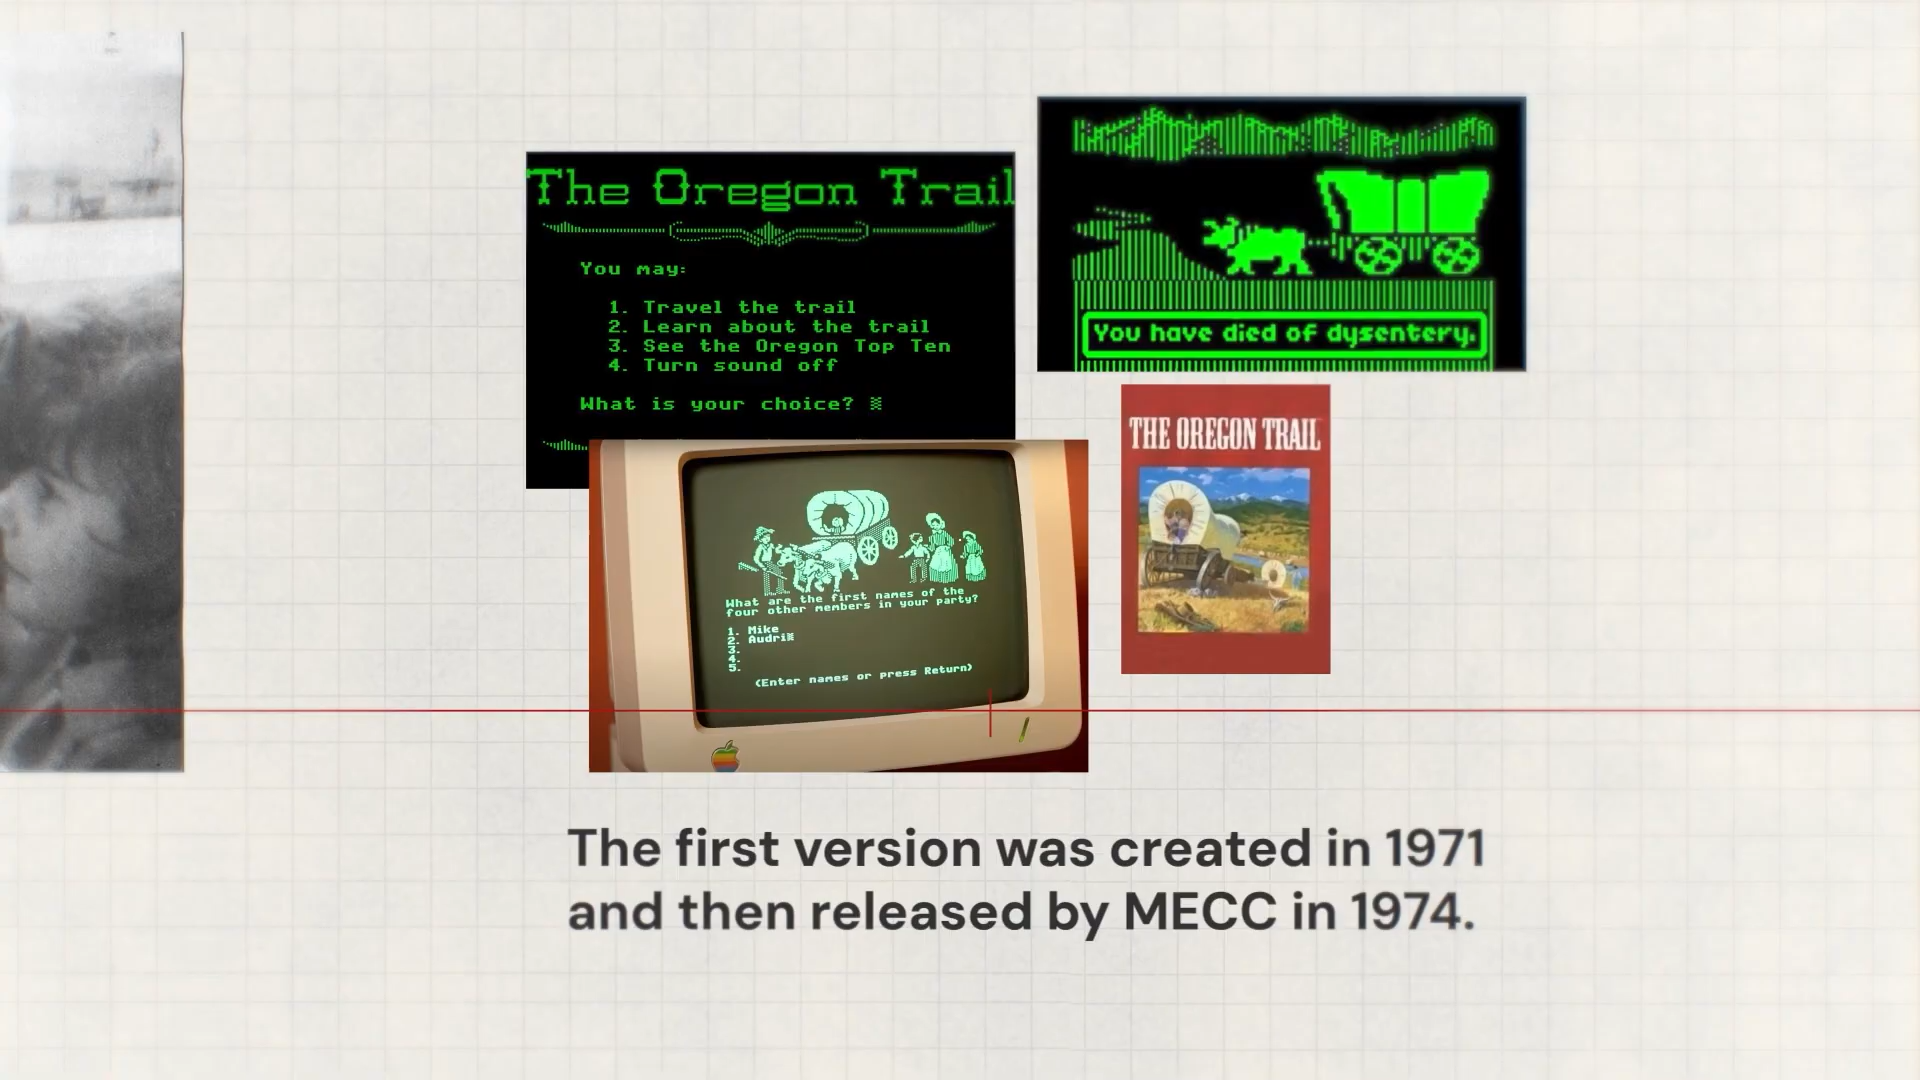 The Oregon Trail
You may:
1. Travel the trail
2. Learn about the trail
3. See the Oregon Top Ten
4. Turn sound off
What is your choice?
You have died of dysentery.
THE OREGON TRAIL
What are the first names of the
four other members in your party?
1. Mike
2. Audri
3.
4.
5.
(Enter names or press Return)
The first version was created in 1971
and then released by MECC in 1974.